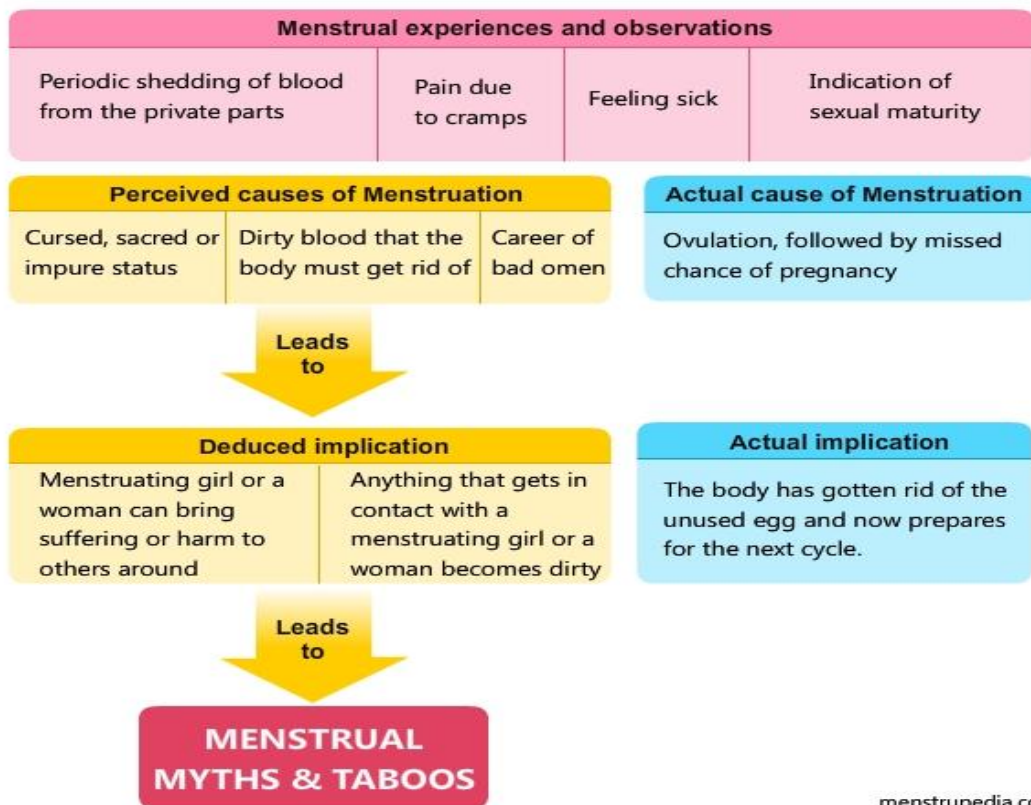 Menstrual experiences and observations
Periodic shedding of blood
from the private parts
Pain due
to cramps
Feeling sick
Indication of
sexual maturity
Perceived causes of Menstruation
Cursed, sacred or
impure status
Dirty blood that the
body must get rid of
Career of
bad omen
Actual cause of Menstruation
Ovulation, followed by missed
chance of pregnancy
Leads
to
Deduced implication
Menstruating girl or a
woman can bring
suffering or harm to
others around
Anything that gets in
contact with a
menstruating girl or a
woman becomes dirty
Actual implication
The body has gotten rid of the
unused egg and now prepares
for the next cycle.
Leads
to
MENSTRUAL
MYTHS & TABOOS